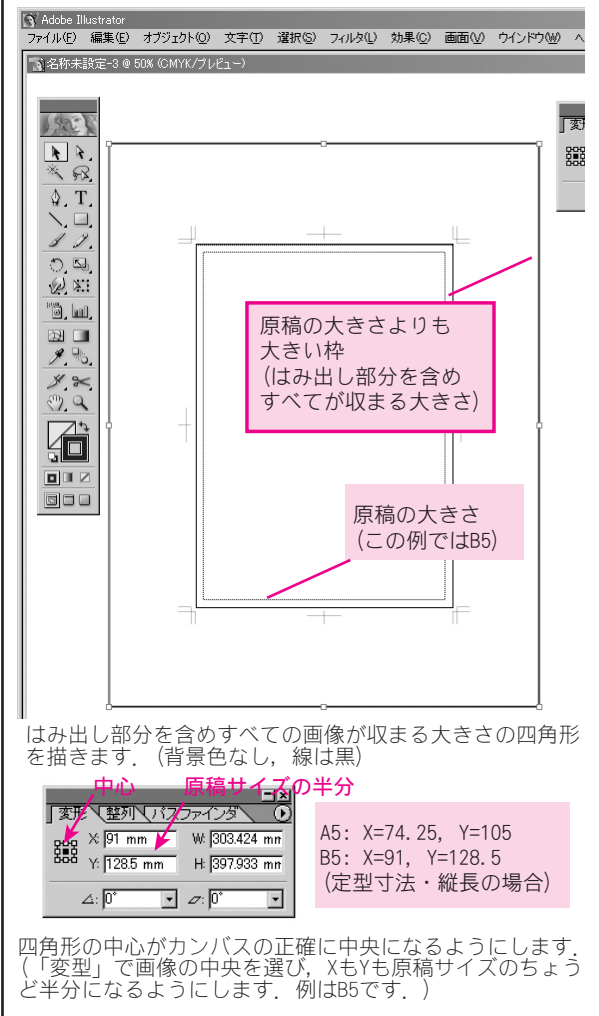 Adobe Illustrator
ファイル(F) 編集(E) オブジェクト(O) 文字(T) 選択(S) フィルタ(L) 効果(C) 画面(V) ウインドウ(W) ヘ
名称未設定-3 @ 50% (CMYK/プレビュー)
変形
原稿の大きさよりも
大きい枠
(はみ出し部分を含め
すべてが収まる大きさ)
原稿の大きさ
(この例ではB5)
はみ出し部分を含めすべての画像が収まる大きさの四角形
を描きます．(背景色なし，線は黒)
中心 原稿サイズの半分
変形 整列 パスファインダ
X: 91 mm W: 303.424 mm
Y: 128.5 mm H: 397.933 mm
0° 0°
A5: X=74.25, Y=105
B5: X=91, Y=128.5
(定型寸法・縦長の場合)
四角形の中心がカンバスの正確に中央になるようにします．
(「変型」で画像の中央を選び，XもYも原稿サイズのちょう
ど半分になるようにします．例はB5です．)